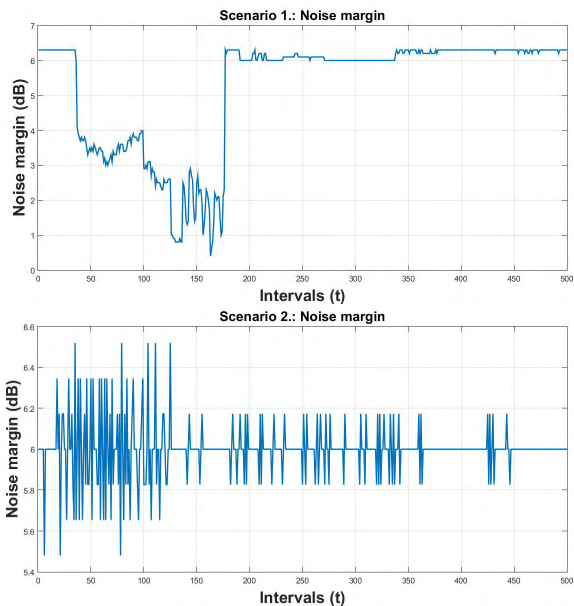 Scenario 1.: Noise margin
Noise margin (dB)
7
6
5
4
3
2
1
0
0 50 100 150 200 250 300 350 400 450 500
Intervals (t)
Scenario 2.: Noise margin
Noise margin (dB)
6.6
6.4
6.2
6
5.8
5.6
5.4
0 50 100 150 200 250 300 350 400 450 500
Intervals (t)